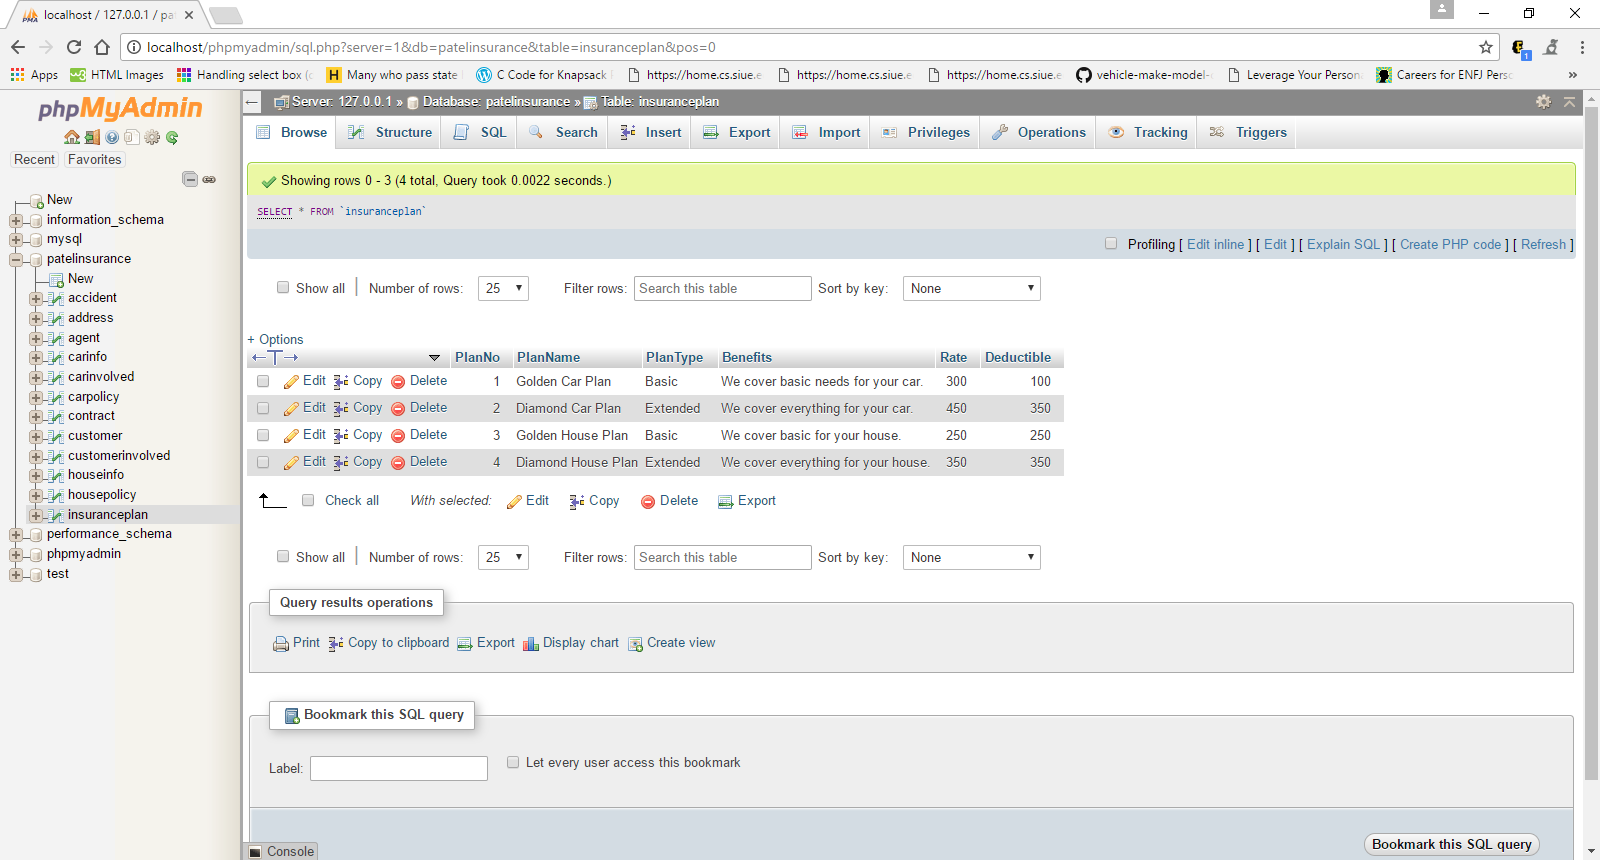 localhost / 127.0.0.1 / pa
localhost/phpmyadmin/sql.php?server=1&db=patelinsurance&table=insuranceplan&pos=0
Apps HTML Images Handling select box (c Many who pass state C Code for Knapsack https://home.cs.siue.e https://home.cs.siue.e https://home.cs.siue.e vehicle-make-model- Leverage Your Person Careers for ENFJ Pers »
phpMyAdmin
Recent Favorites
New
information_schema
mysql
patelinsurance
New
accident
address
agent
carinfo
carinvolved
carpolicy
contract
customer
customerinvolved
houseinfo
housepolicy
insuranceplan
performance_schema
phpmyadmin
test
Server: 127.0.0.1 » Database: patelinsurance » Table: insuranceplan
Browse Structure SQL Search Insert Export Import Privileges Operations Tracking Triggers
Showing rows 0 - 3 (4 total, Query took 0.0022 seconds.)
SELECT * FROM `insuranceplan`
Profiling [ Edit inline ] [ Edit ] [ Explain SQL ] [ Create PHP code ] [ Refresh ]
Show all Number of rows: 25 Filter rows: Search this table Sort by key: None
+ Options
PlanNo PlanName PlanType Benefits Rate Deductible
Edit Copy Delete 1 Golden Car Plan Basic We cover basic needs for your car. 300 100
Edit Copy Delete 2 Diamond Car Plan Extended We cover everything for your car. 450 350
Edit Copy Delete 3 Golden House Plan Basic We cover basic for your house. 250 250
Edit Copy Delete 4 Diamond House Plan Extended We cover everything for your house. 350 350
Check all With selected: Edit Copy Delete Export
Show all Number of rows: 25 Filter rows: Search this table Sort by key: None
Query results operations
Print Copy to clipboard Export Display chart Create view
Bookmark this SQL query
Label: Let every user access this bookmark
Bookmark this SQL query
Console